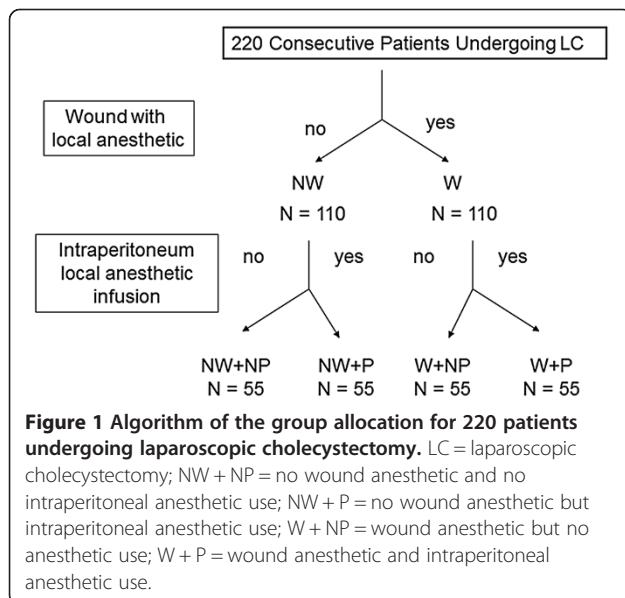 220 Consecutive Patients Undergoing LC
Wound with
local anesthetic
no yes
NW W
N = 110 N = 110
Intraperitoneum
local anesthetic
infusion
no yes no yes
NW+NP NW+P W+NP W+P
N = 55 N = 55 N = 55 N = 55
Figure 1 Algorithm of the group allocation for 220 patients
undergoing laparoscopic cholecystectomy. LC = laparoscopic
cholecystectomy; NW + NP = no wound anesthetic and no
intraperitoneal anesthetic use; NW + P = no wound anesthetic but
intraperitoneal anesthetic use; W + NP = wound anesthetic but no
anesthetic use; W + P = wound anesthetic and intraperitoneal
anesthetic use.